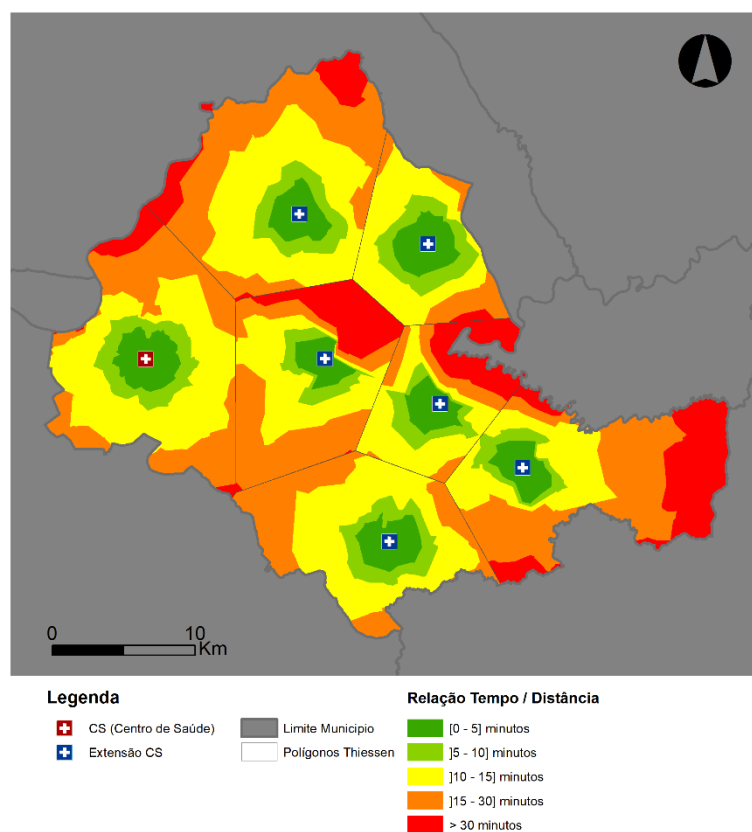 0 10
Km
Legenda
CS (Centro de Saúde)
Extensão CS
Limite Municipio
Polígonos Thiessen
Relação Tempo / Distância
]0 - 5] minutos
]5 - 10] minutos
]10 - 15] minutos
]15 - 30] minutos
> 30 minutos